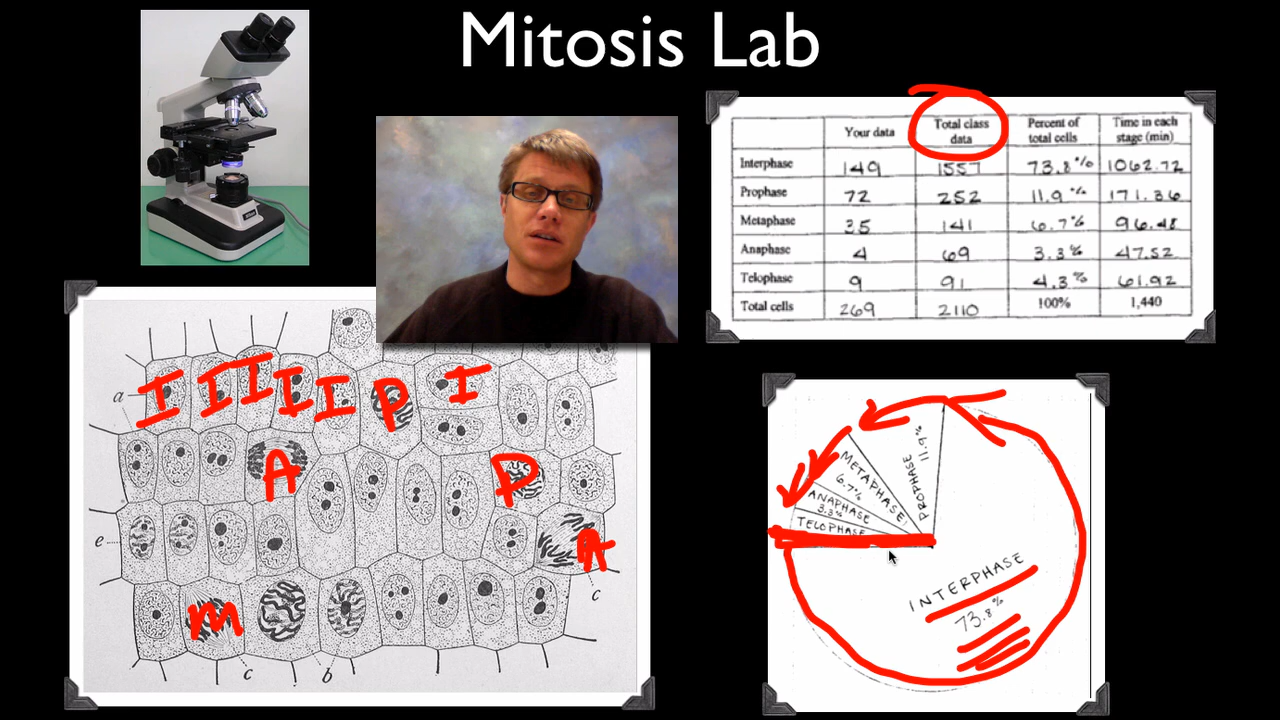 Mitosis Lab
Your data Total class data Percent of total cells Time in each stage (min)
Interphase 149 1557 73.8% 1062.72
Prophase 72 252 11.9% 171.36
Metaphase 35 141 6.7% 96.48
Anaphase 4 69 3.3% 47.52
Telophase 9 91 4.3% 61.92
Total cells 269 2110 100% 1,440
I I I I I P I
a
A P
e A
c
m
c b
PROPHASE 11.9%
METAPHASE
6.7%
ANAPHASE
3.3%
TELOPHASE
INTERPHASE
73.8%